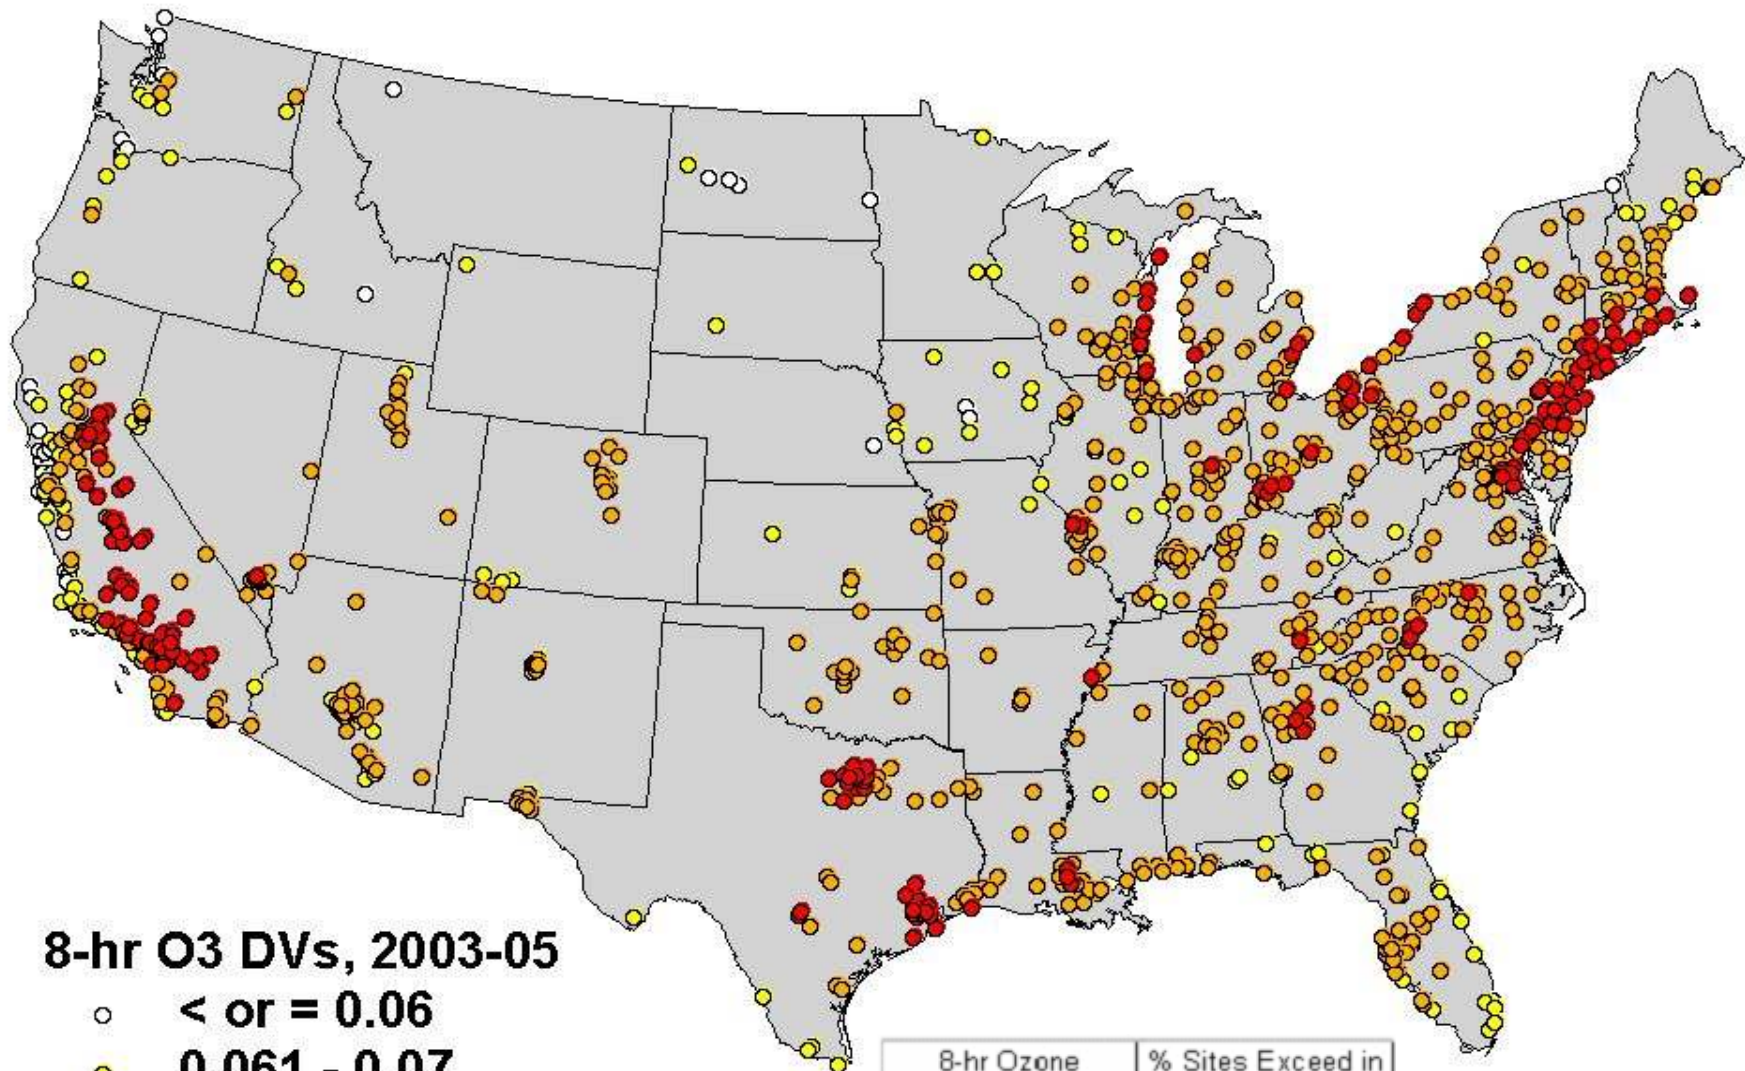 8-hr O3 DVs, 2003-05
< or = 0.06
0.061 - 0.07
8-hr Ozone
% Sites Exceed in